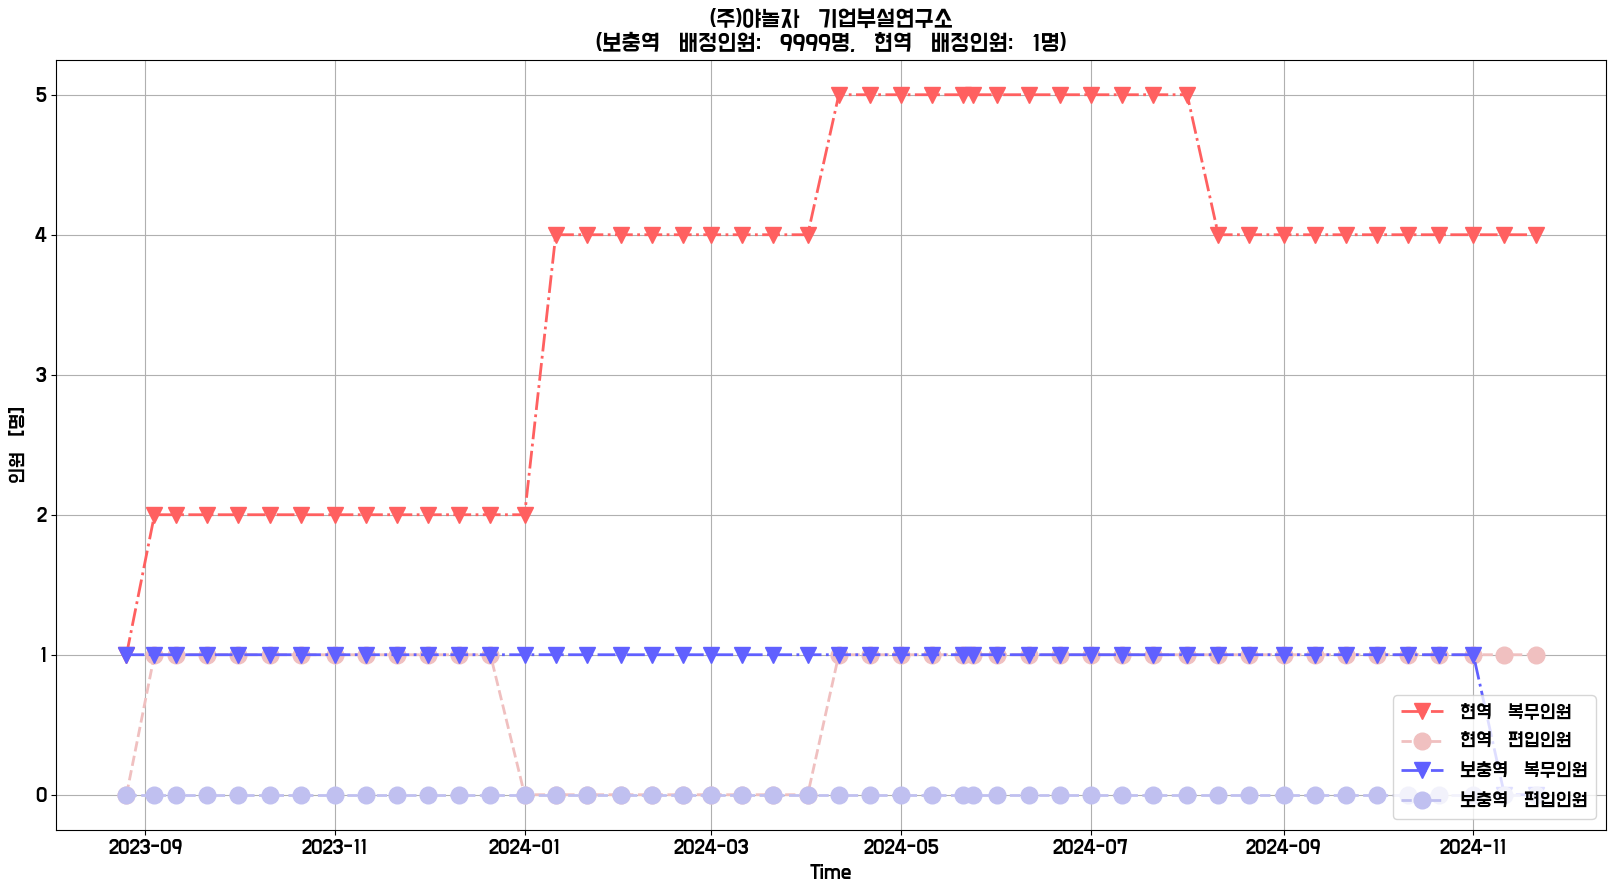 (주)야놀자 기업부설연구소
(보충역 배정인원: 9999명, 현역 배정인원: 1명)
인원 [명]
5
4
3
2
1
0
현역 복무인원
현역 편입인원
보충역 복무인원
보충역 편입인원
2023-09 2023-11 2024-01 2024-03 2024-05 2024-07 2024-09 2024-11
Time